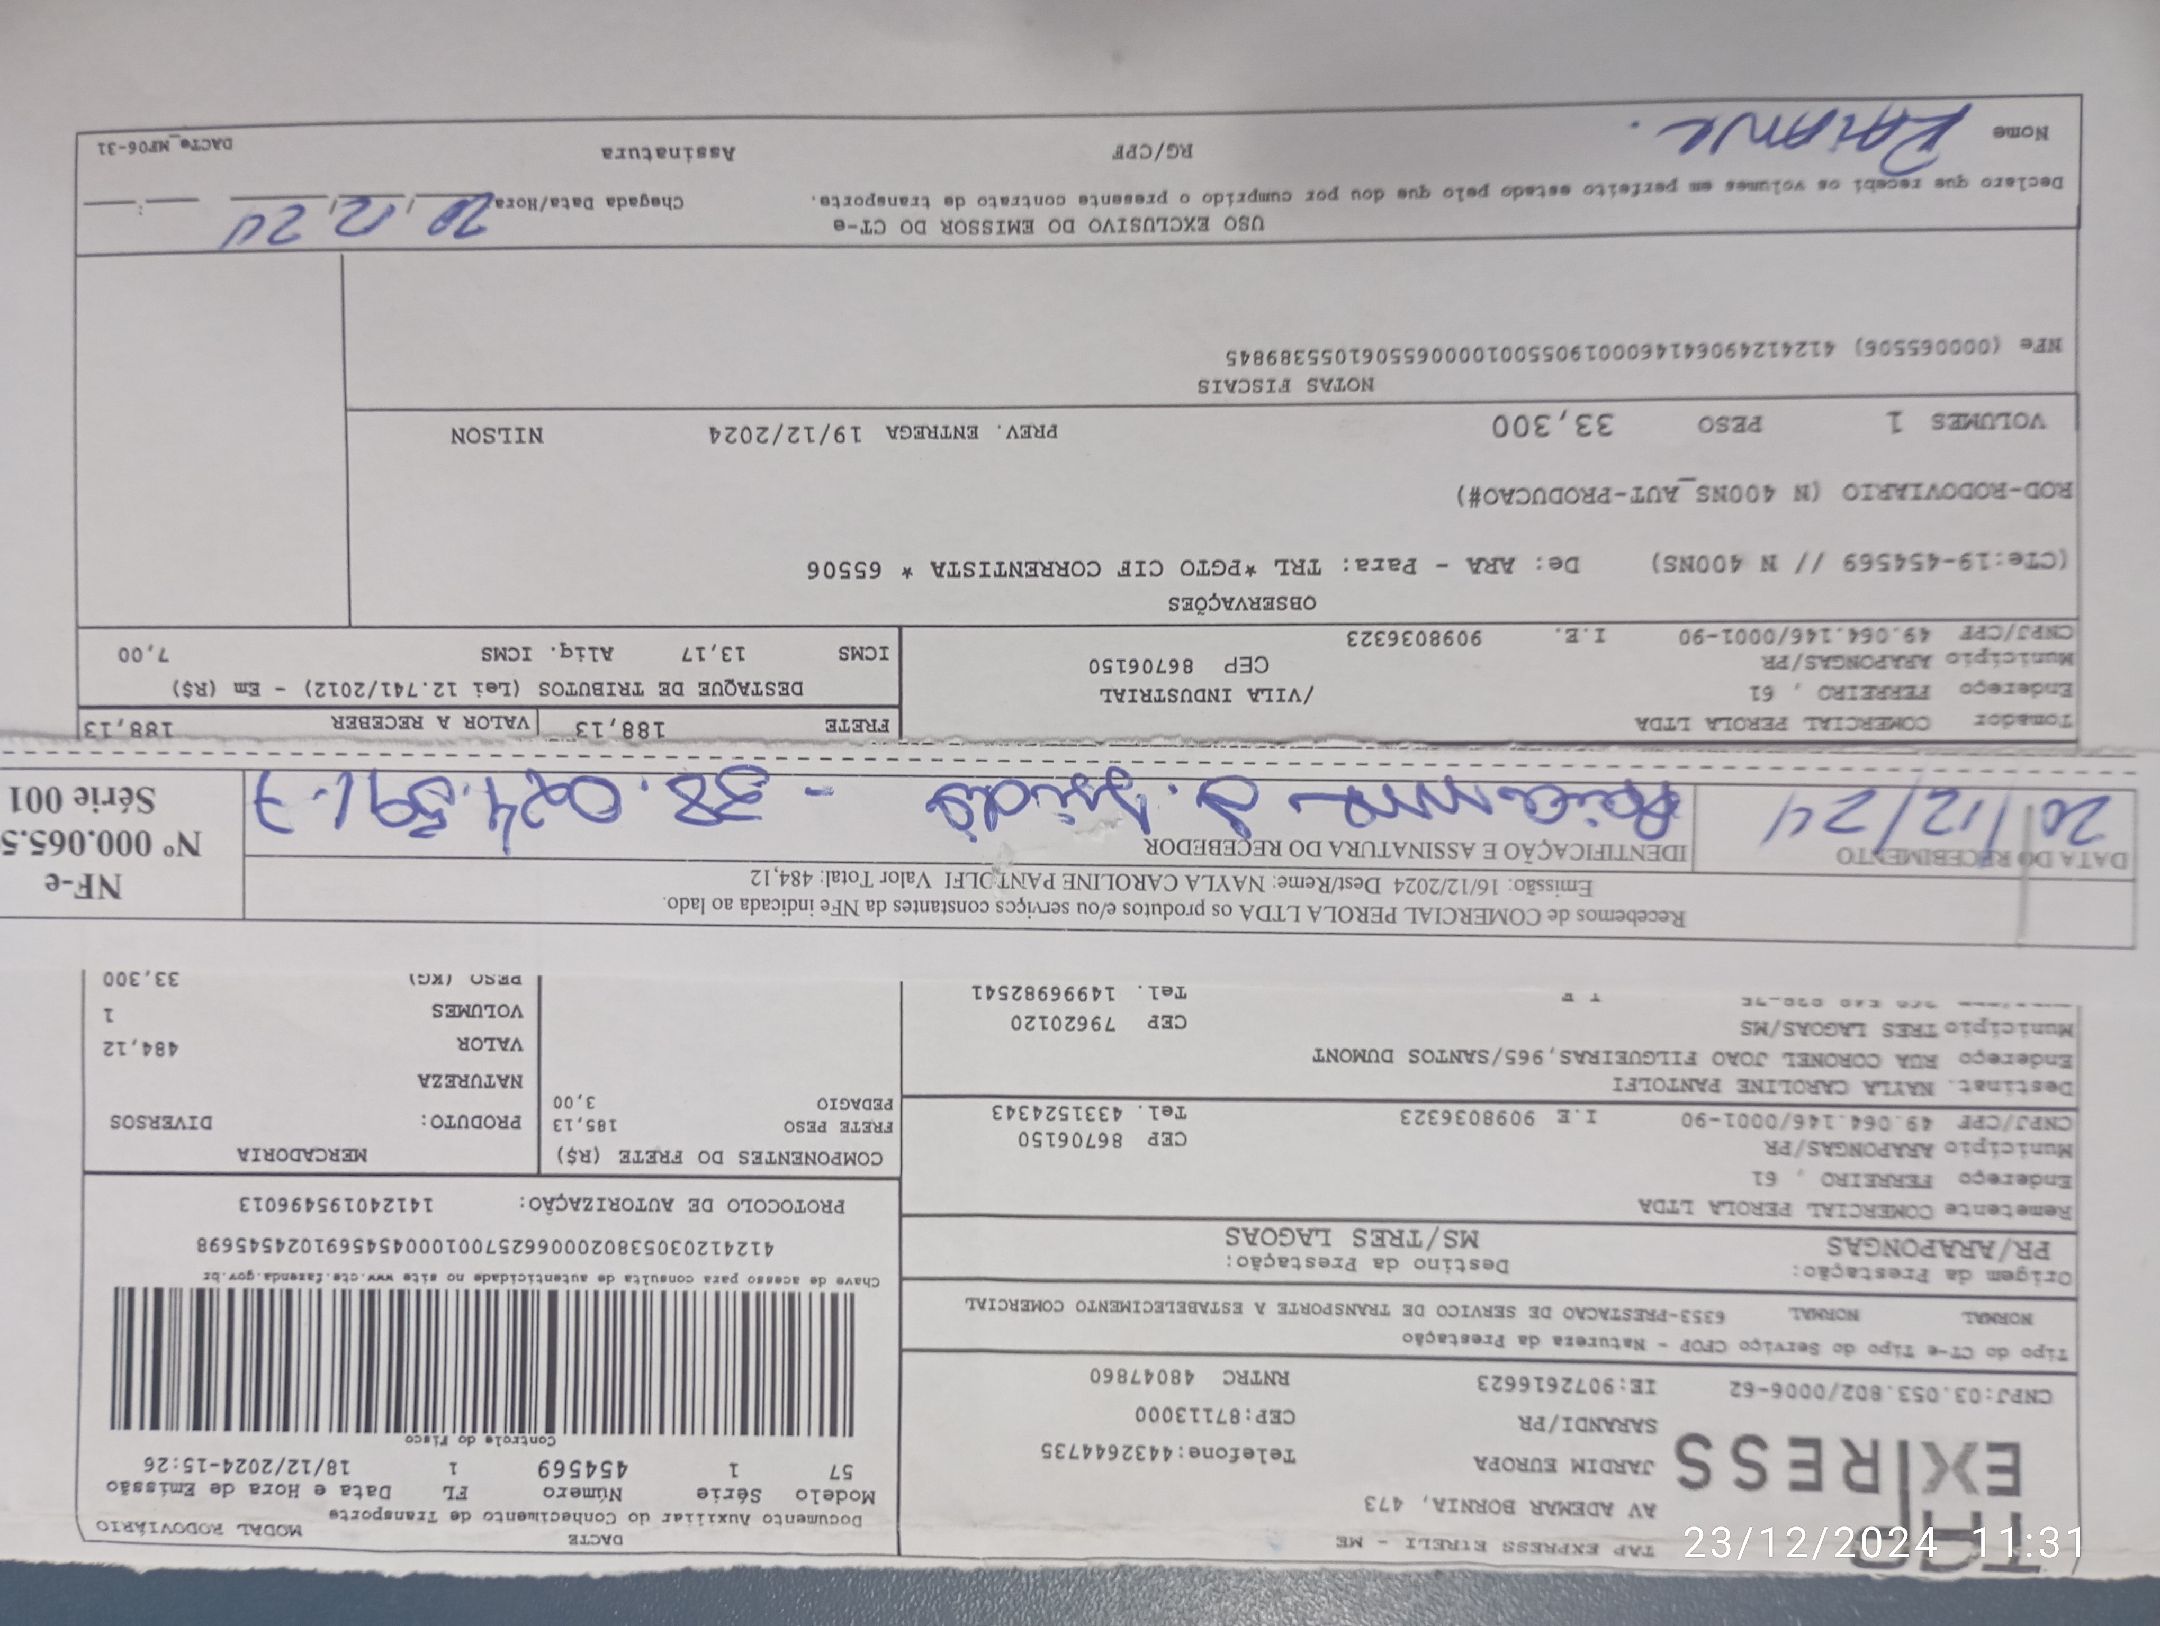 TAP EXPRESS
TAP EXPRESS EIRELI - ME
AV ADEMAR BORNIA, 473
JARDIM EUROPA Telefone:4432644735
SARANDI/PR CEP:87113000
CNPJ:03.053.802/0006-62 IE:9072616623 RNTRC 48047860
DACTE MODAL RODOVIÁRIO
Documento Auxiliar do Conhecimento de Transporte
Modelo Série Número FL Data e Hora de Emissão
57 1 454569 1 18/12/2024-15:26
Controle do Fisco
Chave de acesso para consulta de autenticidade no site www.cte.fazenda.gov.br
41241203053802000662570010004545691024545698
PROTOCOLO DE AUTORIZAÇÃO: 141240195496013
Tipo do CT-e Tipo do Serviço CFOP - Natureza da Prestação
NORMAL NORMAL 6353-PRESTACAO DE SERVICO DE TRANSPORTE A ESTABELECIMENTO COMERCIAL
Origem da Prestação: Destino da Prestação:
PR/ARAPONGAS MS/TRES LAGOAS
Remetente COMERCIAL PEROLA LTDA
Endereço FERREIRO , 61
Município ARAPONGAS/PR CEP 86706150
CNPJ/CPF 49.064.146/0001-90 I.E 9098036323 Tel. 4331524343
Destinat. NAYLA CAROLINE PANTOLFI
Endereço RUA CORONEL JOAO FILGUEIRAS,965/SANTOS DUMONT
Município TRES LAGOAS/MS CEP 79620120
Tel. 14996982541
COMPONENTES DO FRETE (R$)
FRETE PESO 185,13
PEDAGIO 3,00
MERCADORIA
PRODUTO: DIVERSOS
NATUREZA
VALOR 484,12
VOLUMES 1
PESO (KG) 33,300
Recebemos de COMERCIAL PEROLA LTDA os produtos e/ou serviços constantes da NFe indicada ao lado.
Emissão: 16/12/2024 Dest/Reme: NAYLA CAROLINE PANTOLFI Valor Total: 484,12
DATA DO RECEBIMENTO IDENTIFICAÇÃO E ASSINATURA DO RECEBEDOR
20/12/24
NF-e
Nº 000.065.5
Série 001
Tomador COMERCIAL PEROLA LTDA
Endereço FERREIRO , 61 /VILA INDUSTRIAL
Município ARAPONGAS/PR CEP 86706150
CNPJ/CPF 49.064.146/0001-90 I.E. 9098036323
FRETE 188,13 VALOR A RECEBER 188,13
DESTAQUE DE TRIBUTOS (Lei 12.741/2012) - Em (R$)
ICMS 13,17 Aliq. ICMS 7,00
OBSERVAÇÕES
(CTe:19-454569 // N 400NS) De: ARA - Para: TRL *PGTO CIF CORRENTISTA * 65506
ROD-RODOVIARIO (N 400NS_AUT-PRODUCAO#)
VOLUMES 1 PESO 33,300 PREV. ENTREGA 19/12/2024 NILSON
NOTAS FISCAIS
NFe (000065506) 41241249064146000190550010000655061055389845
USO EXCLUSIVO DO EMISSOR DO CT-e
Declaro que recebi os volumes em perfeito estado pelo que dou por cumprido o presente contrato de transporte. Chegada Data/Hora 20/12/24 __:__
Nome RG/CPF Assinatura DACTe_MF06-31
23/12/2024 11:31